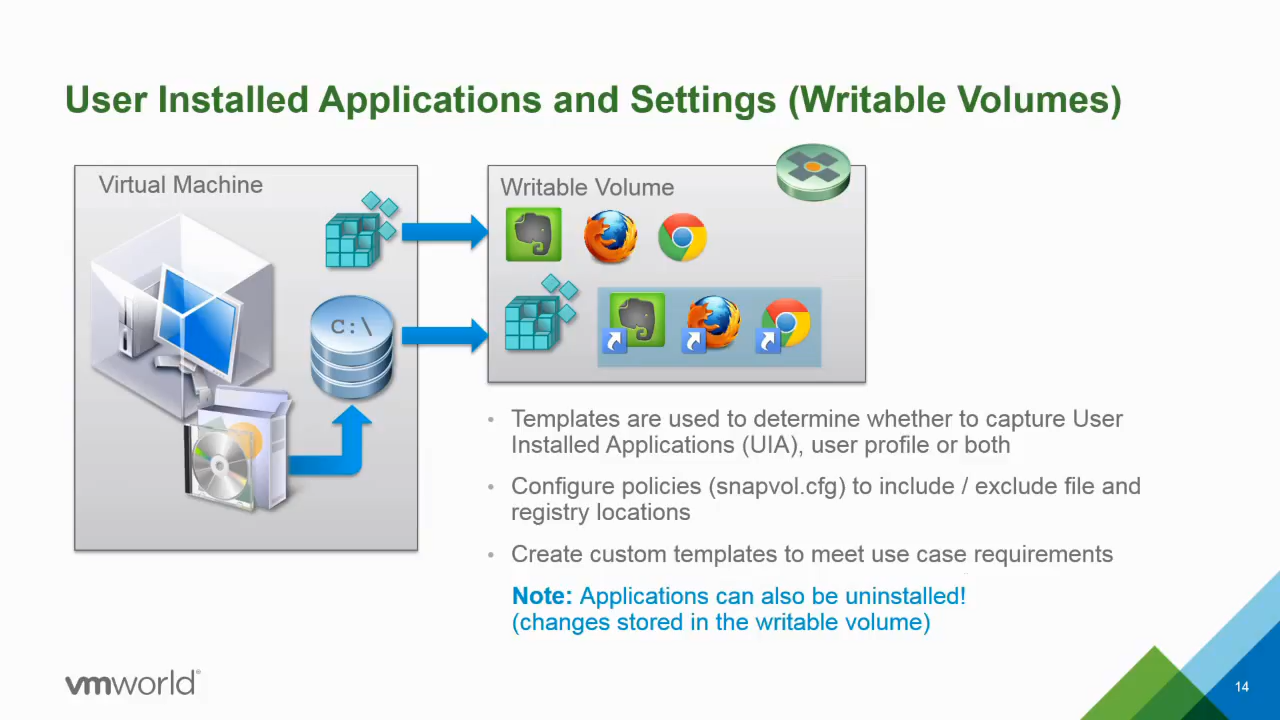 User Installed Applications and Settings (Writable Volumes)
Virtual Machine
C:\
Writable Volume
• Templates are used to determine whether to capture User
Installed Applications (UIA), user profile or both
• Configure policies (snapvol.cfg) to include / exclude file and
registry locations
• Create custom templates to meet use case requirements
Note: Applications can also be uninstalled!
(changes stored in the writable volume)
vmworld®
14